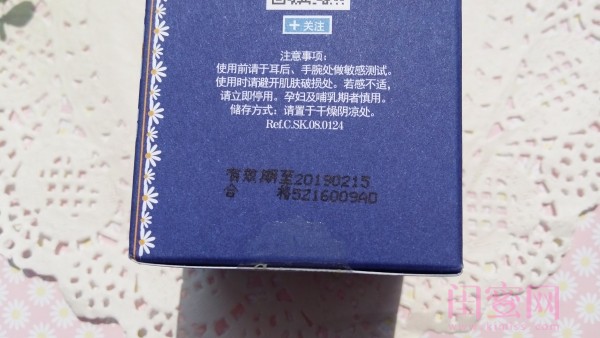 +关注
注意事项：
使用前请于耳后、手腕处做敏感测试。
使用时请避开肌肤破损处。若感不适，
请立即停用。孕妇及哺乳期者慎用。
储存方式：请置于干燥阴凉处。
Ref.C.SK.08.0124
有效期至20190215
合 格5Z16009AD
闺蜜网